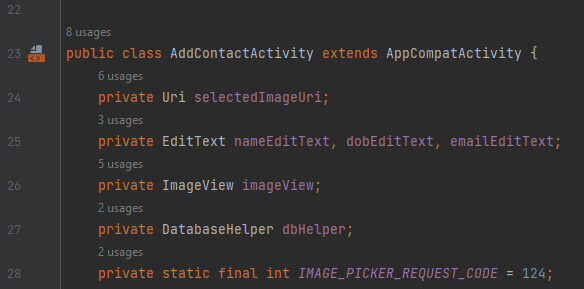 22
8 usages
23 public class AddContactActivity extends AppCompatActivity {
6 usages
24 private Uri selectedImageUri;
3 usages
25 private EditText nameEditText, dobEditText, emailEditText;
5 usages
26 private ImageView imageView;
2 usages
27 private DatabaseHelper dbHelper;
2 usages
28 private static final int IMAGE_PICKER_REQUEST_CODE = 124;